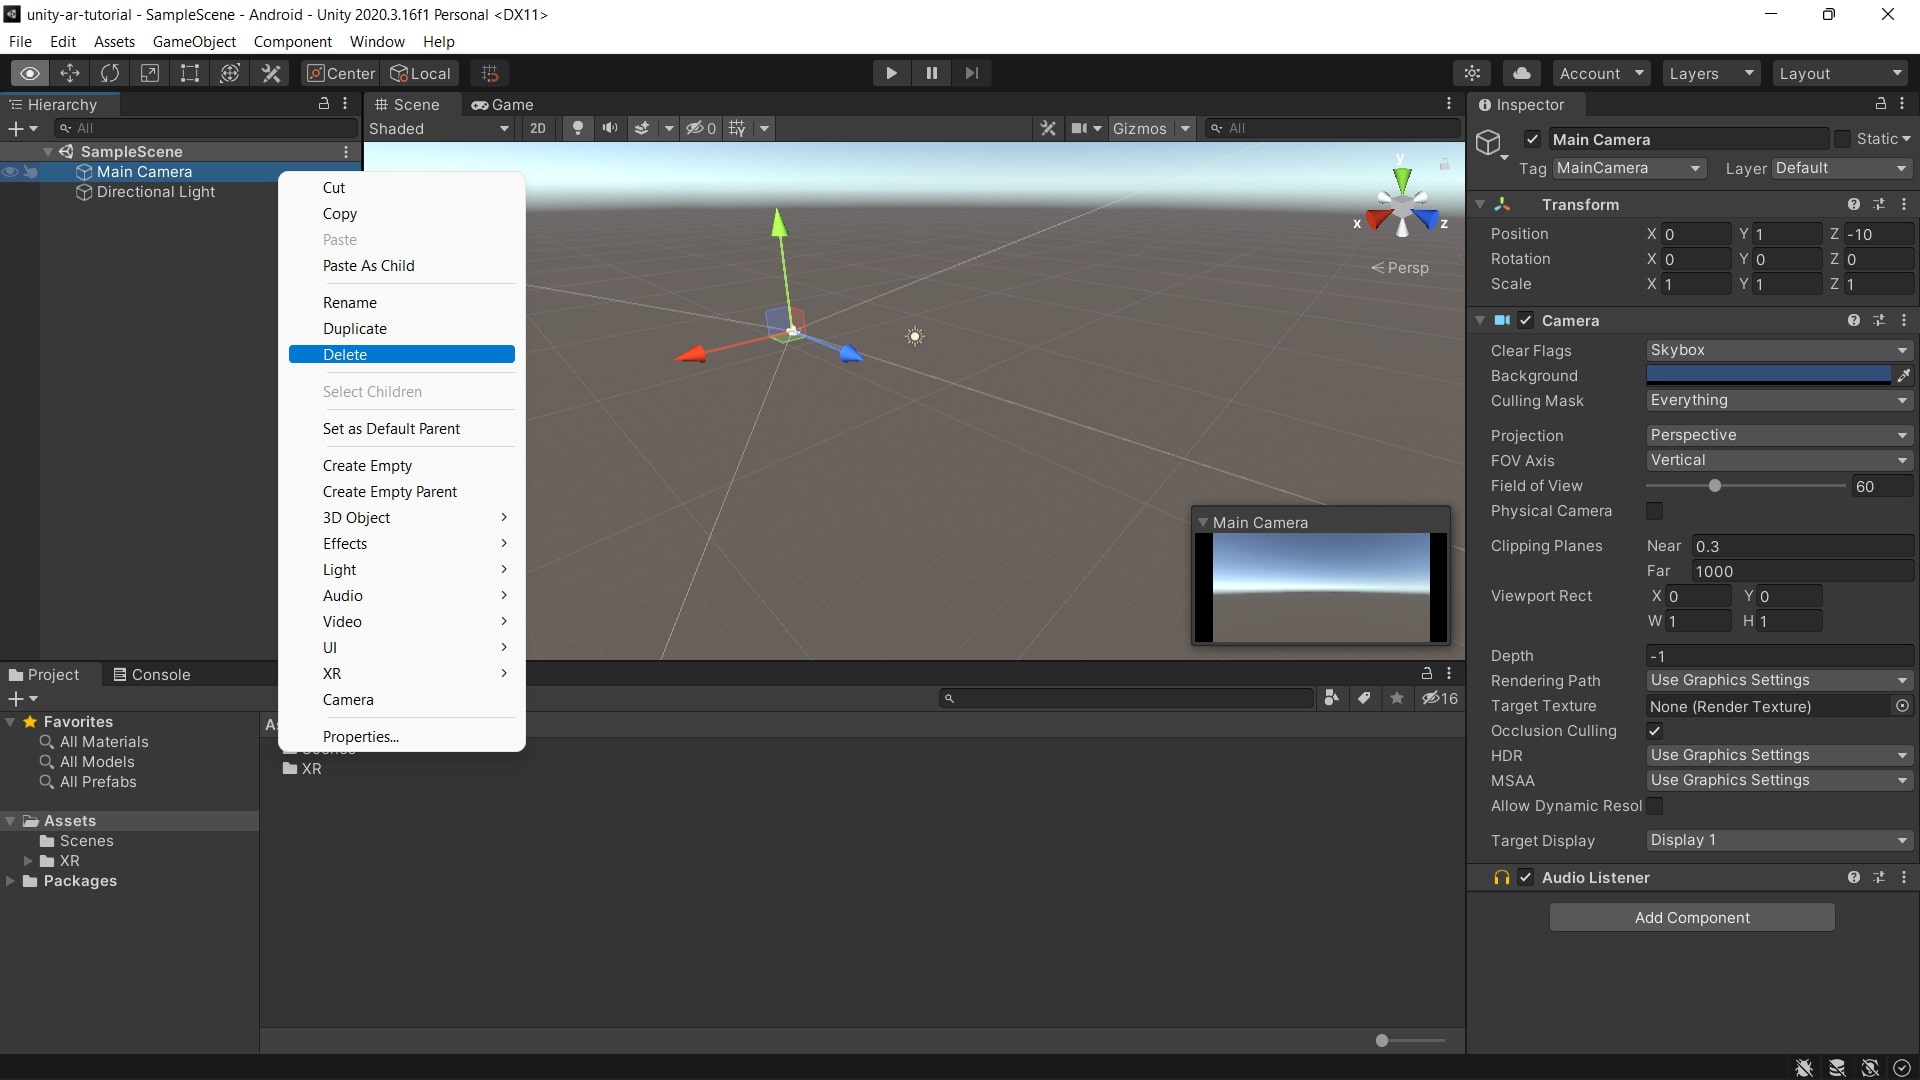 unity-ar-tutorial - SampleScene - Android - Unity 2020.3.16f1 Personal <DX11>
File Edit Assets GameObject Component Window Help
Center Local Account Layers Layout
Hierarchy
All
SampleScene
Main Camera
Directional Light
Cut
Copy
Paste
Paste As Child
Rename
Duplicate
Delete
Select Children
Set as Default Parent
Create Empty
Create Empty Parent
3D Object
Effects
Light
Audio
Video
UI
XR
Camera
Properties...
Scene Game
Shaded 2D 0 Gizmos All
y
x z
Persp
Main Camera
Inspector
Main Camera Static
Tag MainCamera Layer Default
Transform
Position X 0 Y 1 Z -10
Rotation X 0 Y 0 Z 0
Scale X 1 Y 1 Z 1
Camera
Clear Flags Skybox
Background
Culling Mask Everything
Projection Perspective
FOV Axis Vertical
Field of View 60
Physical Camera
Clipping Planes Near 0.3
Far 1000
Viewport Rect X 0 Y 0
W 1 H 1
Depth -1
Rendering Path Use Graphics Settings
Target Texture None (Render Texture)
Occlusion Culling
HDR Use Graphics Settings
MSAA Use Graphics Settings
Allow Dynamic Resol
Target Display Display 1
Audio Listener
Add Component
Project Console
16
Favorites
All Materials
All Models
All Prefabs
Assets
Scenes
XR
Packages
XR